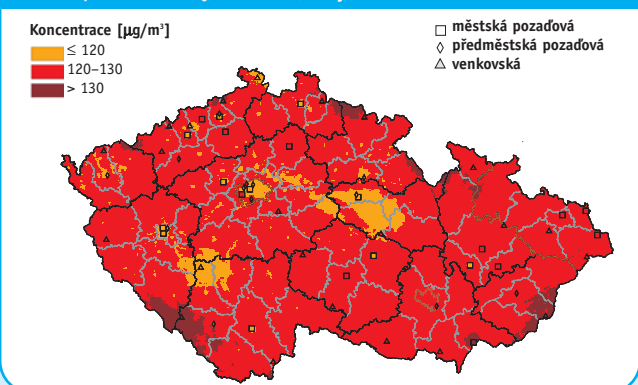 Koncentrace [µg/m³]
≤ 120
120–130
> 130
městská pozaďová
předměstská pozaďová
venkovská